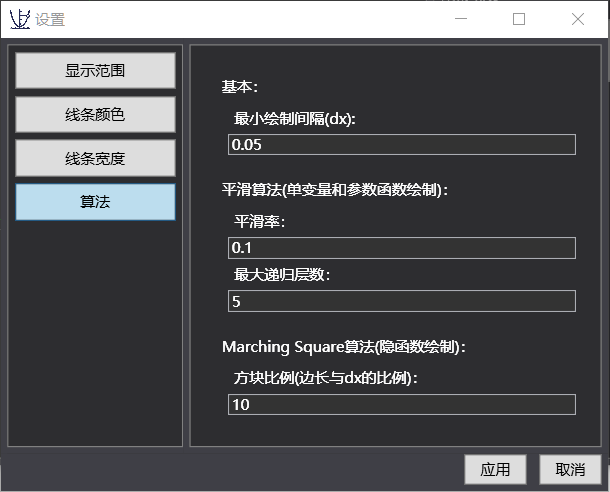 设置
显示范围
线条颜色
线条宽度
算法
基本:
最小绘制间隔(dx):
0.05
平滑算法(单变量和参数函数绘制):
平滑率:
0.1
最大递归层数:
5
Marching Square算法(隐函数绘制):
方块比例(边长与dx的比例):
10
应用
取消